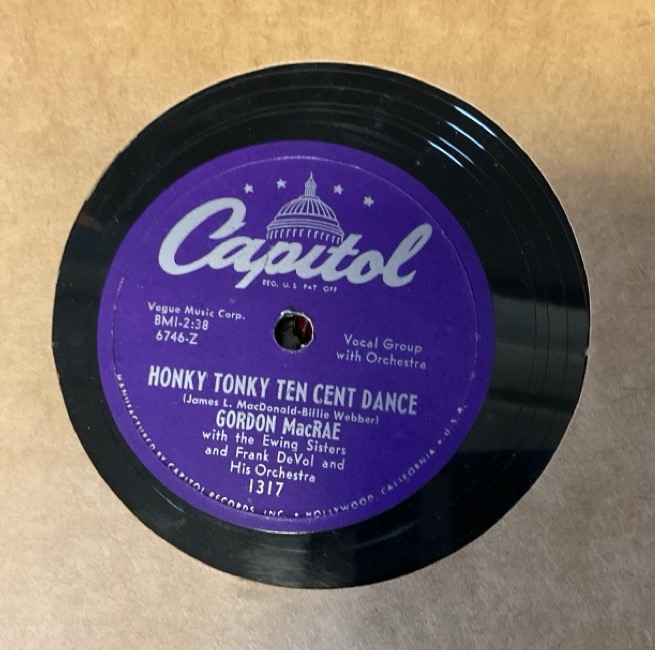 Capitol
REG. U.S. PAT. OFF
Vogue Music Corp.
BMI-2:38
6746-Z
Vocal Group
with Orchestra
HONKY TONKY TEN CENT DANCE
(James L. MacDonald-Billie Webber)
GORDON MacRAE
with the Ewing Sisters
and Frank DeVol and
His Orchestra
1317
MANUFACTURED BY CAPITOL RECORDS, INC. • HOLLYWOOD, CALIFORNIA • U.S.A.